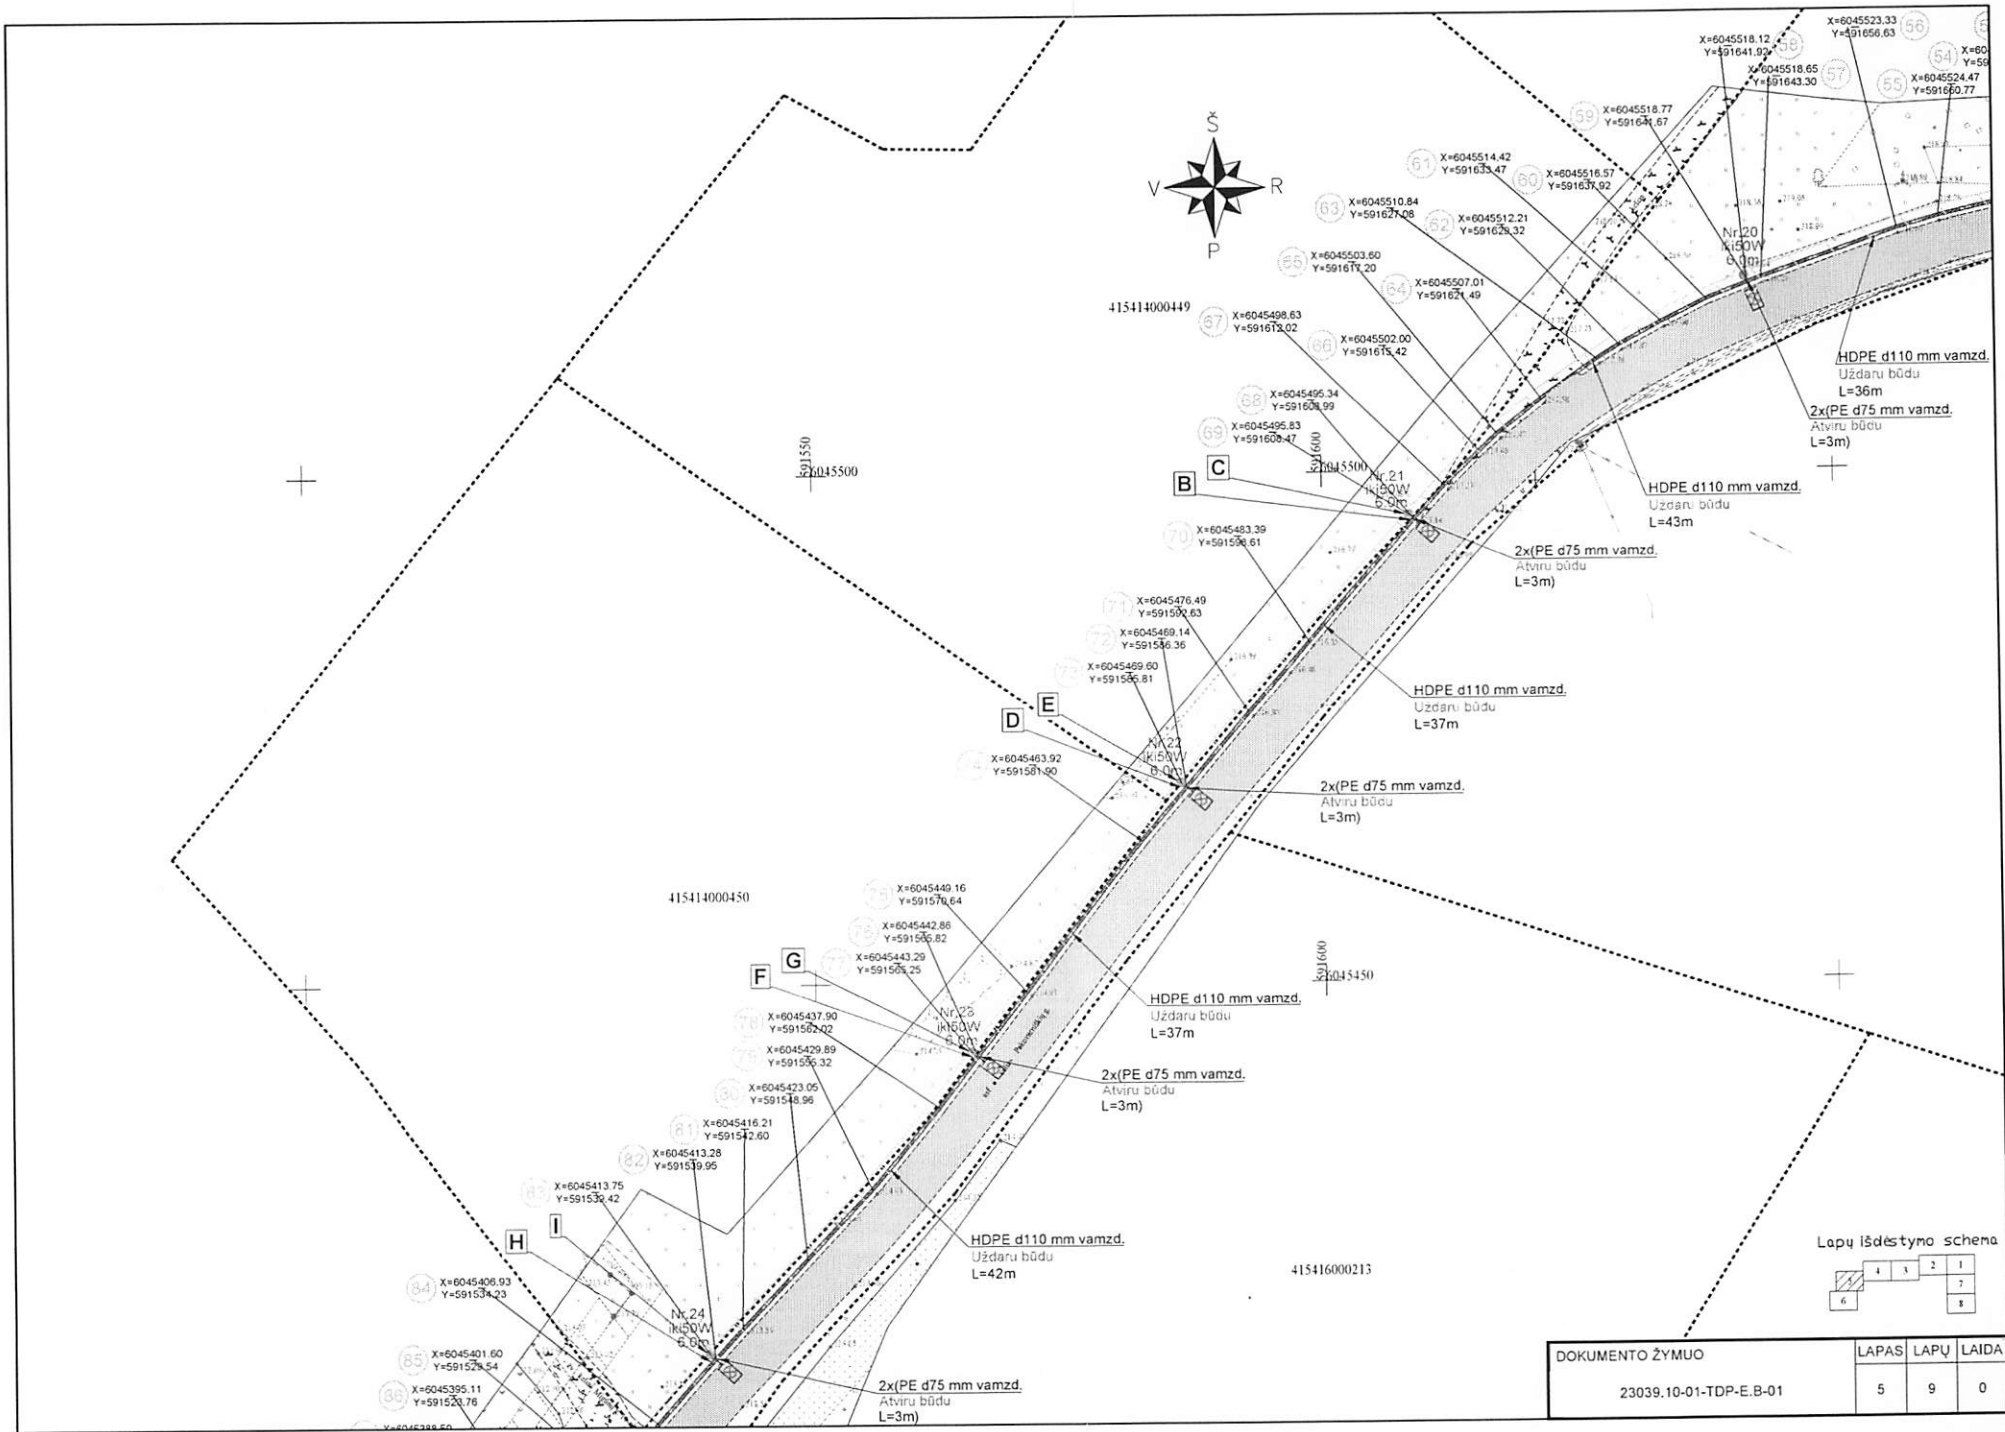 X=6045523.33
Y=591656.63
56
X=6045518.12
Y=591641.92
58
54
X=6045518.65
Y=591643.30
57
55
X=6045524.47
Y=591660.77
59
X=6045518.77
Y=591641.67
61
X=6045514.42
Y=591633.47
60
X=6045516.57
Y=591637.92
63
X=6045510.84
Y=591627.08
62
X=6045512.21
Y=591629.32
65
X=6045503.60
Y=591617.20
64
X=6045507.01
Y=591621.49
67
X=6045498.63
Y=591612.02
66
X=6045502.00
Y=591615.42
68
X=6045495.34
Y=591608.99
69
X=6045495.83
Y=591608.47
Š
V
R
P
415414000449
Nr.20
iki50W
6.0m
HDPE d110 mm vamzd.
Uždaru būdu
L=36m
2x(PE d75 mm vamzd.
Atviru būdu
L=3m)
591550
6045500
591600
6045500
C
B
Nr.21
iki50W
6.0m
HDPE d110 mm vamzd.
Uždaru būdu
L=43m
70
X=6045483.39
Y=591598.61
2x(PE d75 mm vamzd.
Atviru būdu
L=3m)
71
X=6045476.49
Y=591592.63
72
X=6045469.14
Y=591586.36
73
X=6045469.60
Y=591585.81
HDPE d110 mm vamzd.
Uždaru būdu
L=37m
E
D
Nr.22
iki50W
6.0m
X=6045463.92
Y=591581.90
2x(PE d75 mm vamzd.
Atviru būdu
L=3m)
415414000450
75
X=6045449.16
Y=591570.64
76
X=6045442.86
Y=591565.82
77
X=6045443.29
Y=591565.25
G
F
591600
6045450
HDPE d110 mm vamzd.
Uždaru būdu
L=37m
Nr.23
iki50W
6.0m
78
X=6045437.90
Y=591562.02
79
X=6045429.89
Y=591555.32
80
X=6045423.05
Y=591548.96
2x(PE d75 mm vamzd.
Atviru būdu
L=3m)
81
X=6045416.21
Y=591542.60
82
X=6045413.28
Y=591539.95
83
X=6045413.75
Y=591539.42
I
H
HDPE d110 mm vamzd.
Uždaru būdu
L=42m
415416000213
84
X=6045406.93
Y=591534.23
Nr.24
iki50W
6.0m
85
X=6045401.60
Y=591529.54
86
X=6045395.11
Y=591523.76
2x(PE d75 mm vamzd.
Atviru būdu
L=3m)
Lapų išdėstymo schema
4 3 2 1
5 7
6 8
DOKUMENTO ŽYMUO LAPAS LAPŲ LAIDA
23039.10-01-TDP-E.B-01 5 9 0